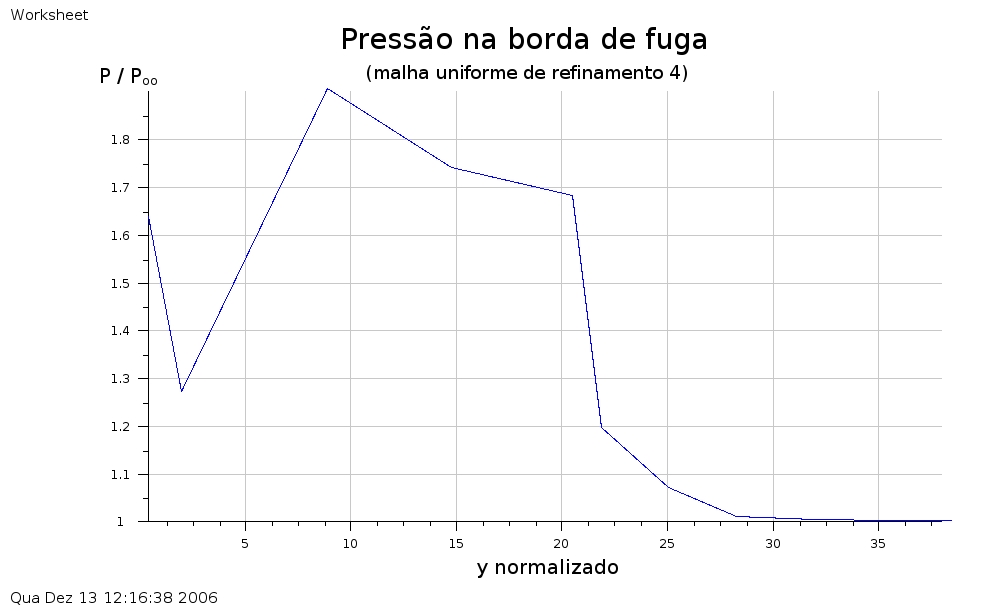 Worksheet
Pressão na borda de fuga
(malha uniforme de refinamento 4)
P / Poo
1.8
1.7
1.6
1.5
1.4
1.3
1.2
1.1
1
5 10 15 20 25 30 35
y normalizado
Qua Dez 13 12:16:38 2006